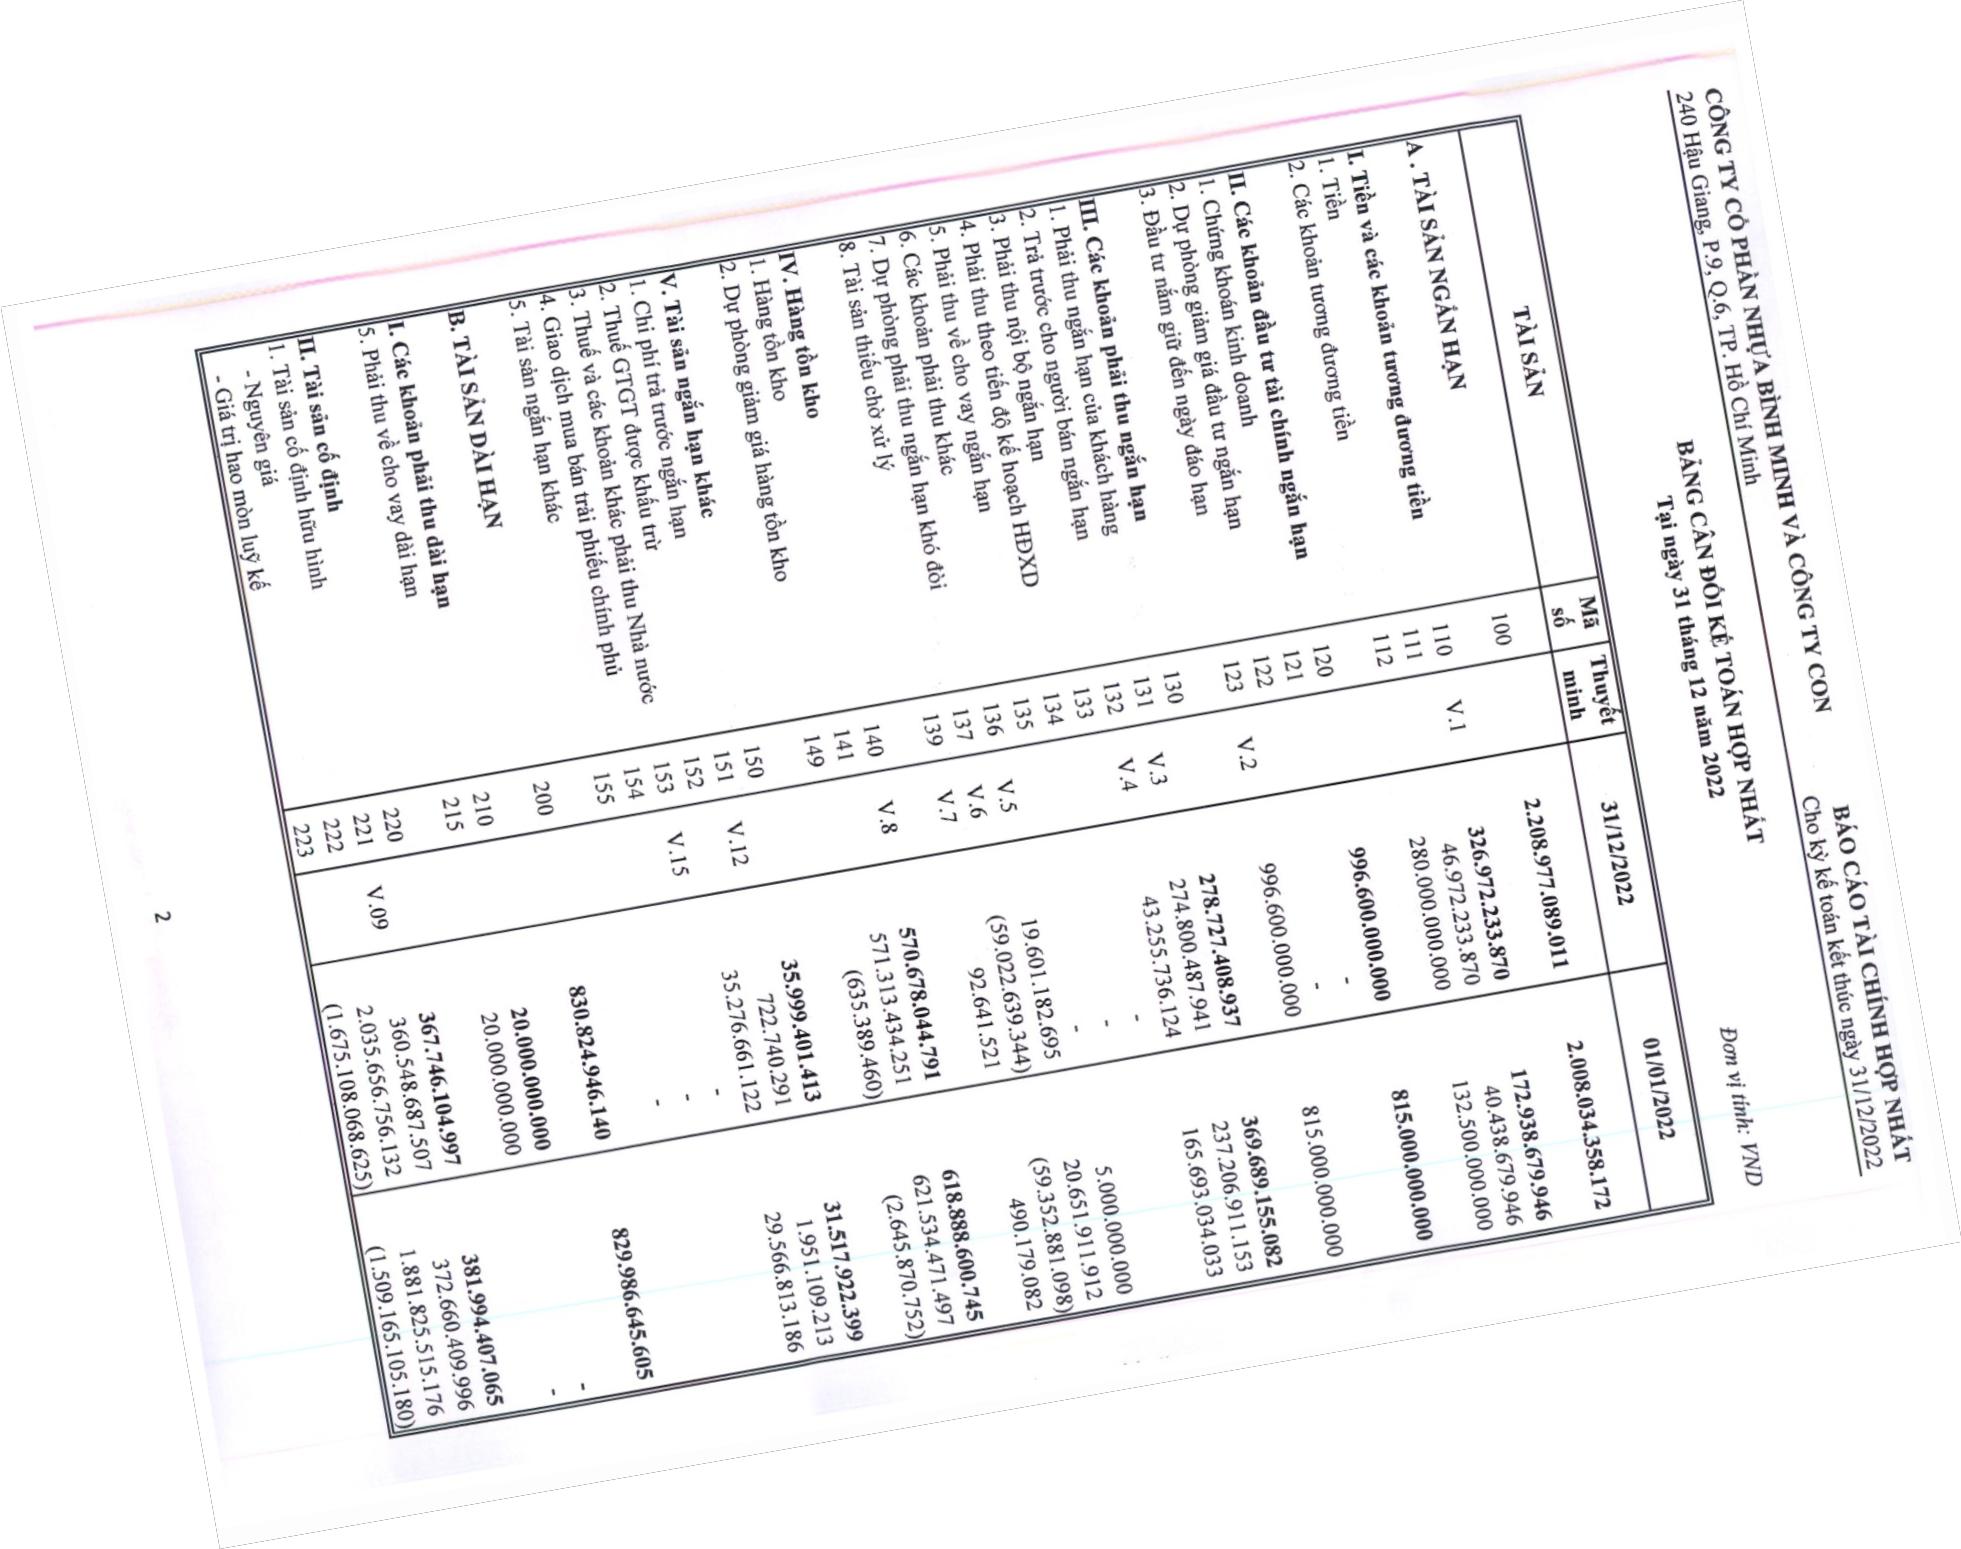 CÔNG TY CỔ PHẦN NHỰA BÌNH MINH VÀ CÔNG TY CON BÁO CÁO TÀI CHÍNH HỢP NHẤT
240 Hậu Giang, P.9, Q.6, TP. Hồ Chí Minh Cho kỳ kế toán kết thúc ngày 31/12/2022
BẢNG CÂN ĐỐI KẾ TOÁN HỢP NHẤT
Tại ngày 31 tháng 12 năm 2022
Đơn vị tính: VND
TÀI SẢN Mã số Thuyết minh 31/12/2022 01/01/2022
A . TÀI SẢN NGẮN HẠN 100 2.208.977.089.011 2.008.034.358.172
I. Tiền và các khoản tương đương tiền 110 V.1 326.972.233.870 172.938.679.946
1. Tiền 111 46.972.233.870 40.438.679.946
2. Các khoản tương đương tiền 112 280.000.000.000 132.500.000.000
II. Các khoản đầu tư tài chính ngắn hạn 120 996.600.000.000 815.000.000.000
1. Chứng khoán kinh doanh 121 -
2. Dự phòng giảm giá đầu tư ngắn hạn 122 -
3. Đầu tư nắm giữ đến ngày đáo hạn 123 V.2 996.600.000.000 815.000.000.000
III. Các khoản phải thu ngắn hạn 130 278.727.408.937 369.689.155.082
1. Phải thu ngắn hạn của khách hàng 131 V.3 274.800.487.941 237.206.911.153
2. Trả trước cho người bán ngắn hạn 132 V.4 43.255.736.124 165.693.034.033
3. Phải thu nội bộ ngắn hạn 133 -
4. Phải thu theo tiến độ kế hoạch HĐXD 134 -
5. Phải thu về cho vay ngắn hạn 135 - 5.000.000.000
6. Các khoản phải thu khác 136 V.5 19.601.182.695 20.651.911.912
7. Dự phòng phải thu ngắn hạn khó đòi 137 V.6 (59.022.639.344) (59.352.881.098)
8. Tài sản thiếu chờ xử lý 139 V.7 92.641.521 490.179.082
IV. Hàng tồn kho 140 V.8 570.678.044.791 618.888.600.745
1. Hàng tồn kho 141 571.313.434.251 621.534.471.497
2. Dự phòng giảm giá hàng tồn kho 149 (635.389.460) (2.645.870.752)
V. Tài sản ngắn hạn khác 150 35.999.401.413 31.517.922.399
1. Chi phí trả trước ngắn hạn 151 V.12 722.740.291 1.951.109.213
2. Thuế GTGT được khấu trừ 152 35.276.661.122 29.566.813.186
3. Thuế và các khoản khác phải thu Nhà nước 153 V.15 -
4. Giao dịch mua bán trái phiếu chính phủ 154 -
5. Tài sản ngắn hạn khác 155 -
B. TÀI SẢN DÀI HẠN 200 830.824.946.140 829.986.645.605
I. Các khoản phải thu dài hạn 210 20.000.000.000 -
5. Phải thu về cho vay dài hạn 215 20.000.000.000 -
II. Tài sản cố định 220 367.746.104.997 381.994.407.065
1. Tài sản cố định hữu hình 221 V.09 360.548.687.507 372.660.409.996
- Nguyên giá 222 2.035.656.756.132 1.881.825.515.176
- Giá trị hao mòn luỹ kế 223 (1.675.108.068.625) (1.509.165.105.180)
2